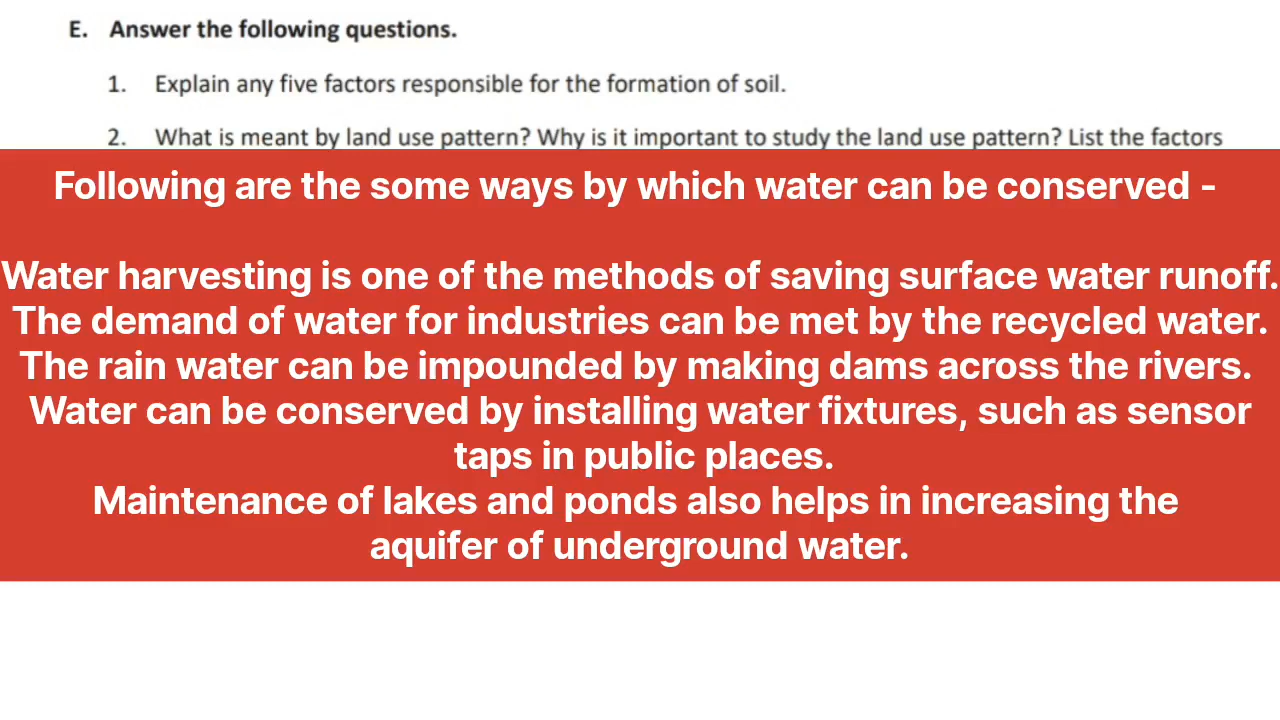 E. Answer the following questions.
1. Explain any five factors responsible for the formation of soil.
2. What is meant by land use pattern? Why is it important to study the land use pattern? List the factors
Following are the some ways by which water can be conserved -
Water harvesting is one of the methods of saving surface water runoff.
The demand of water for industries can be met by the recycled water.
The rain water can be impounded by making dams across the rivers.
Water can be conserved by installing water fixtures, such as sensor
taps in public places.
Maintenance of lakes and ponds also helps in increasing the
aquifer of underground water.